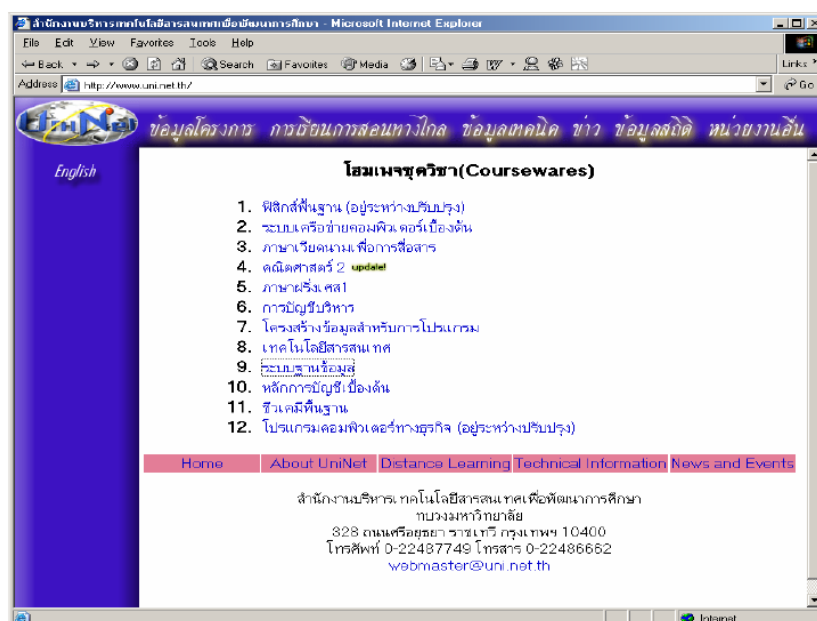 สำนักงานบริหารเทคโนโลยีสารสนเทศเพื่อพัฒนาการศึกษา - Microsoft Internet Explorer
File Edit View Favorites Tools Help
Back Search Favorites Media Links
Address http://www.uni.net.th/ Go
UniNet ข้อมูลโครงการ การเรียนการสอนทางไกล ข้อมูลเทคนิค ข่าว ข้อมูลสถิติ หน่วยงานอื่น
English
โฮมเพจชุดวิชา(Coursewares)
1. ฟิสิกส์พื้นฐาน (อยู่ระหว่างปรับปรุง)
2. ระบบเครือข่ายคอมพิวเตอร์เบื้องต้น
3. ภาษาเวียดนามเพื่อการสื่อสาร
4. คณิตศาสตร์ 2 update!
5. ภาษาฝรั่งเศส1
6. การบัญชีบริหาร
7. โครงสร้างข้อมูลสำหรับการโปรแกรม
8. เทคโนโลยีสารสนเทศ
9. ระบบฐานข้อมูล
10. หลักการบัญชีเบื้องต้น
11. ชีวเคมีพื้นฐาน
12. โปรแกรมคอมพิวเตอร์ทางธุรกิจ (อยู่ระหว่างปรับปรุง)
Home About UniNet Distance Learning Technical Information News and Events
สำนักงานบริหารเทคโนโลยีสารสนเทศเพื่อพัฒนาการศึกษา
ทบวงมหาวิทยาลัย
328 ถนนศรีอยุธยา ราชเทวี กรุงเทพฯ 10400
โทรศัพท์ 0-22487749 โทรสาร 0-22486662
webmaster@uni.net.th
Internet